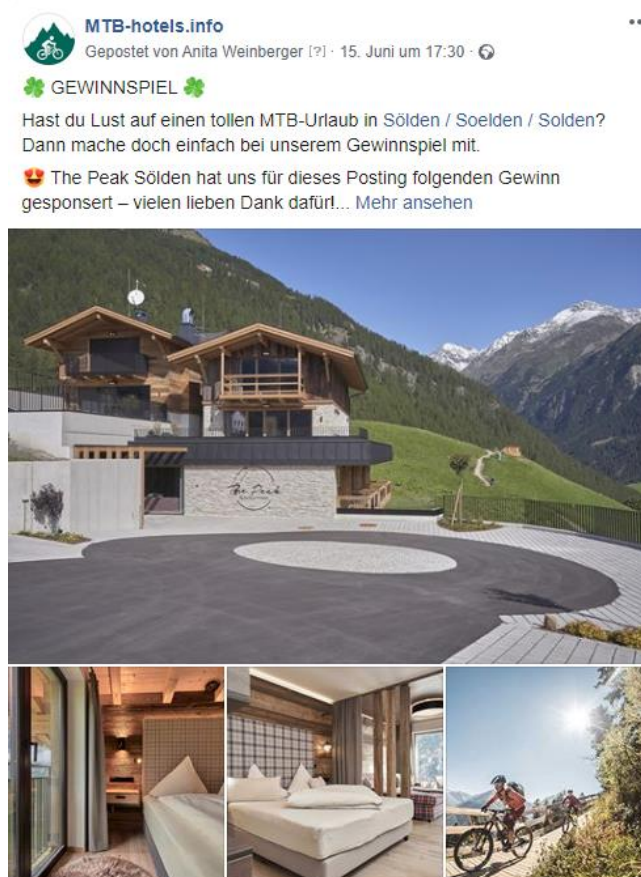 MTB-hotels.info
Gepostet von Anita Weinberger [?] · 15. Juni um 17:30 ·
🍀 GEWINNSPIEL 🍀
Hast du Lust auf einen tollen MTB-Urlaub in Sölden / Soelden / Solden?
Dann mache doch einfach bei unserem Gewinnspiel mit.
😍 The Peak Sölden hat uns für dieses Posting folgenden Gewinn
gesponsert – vielen lieben Dank dafür!... Mehr ansehen
The Peak